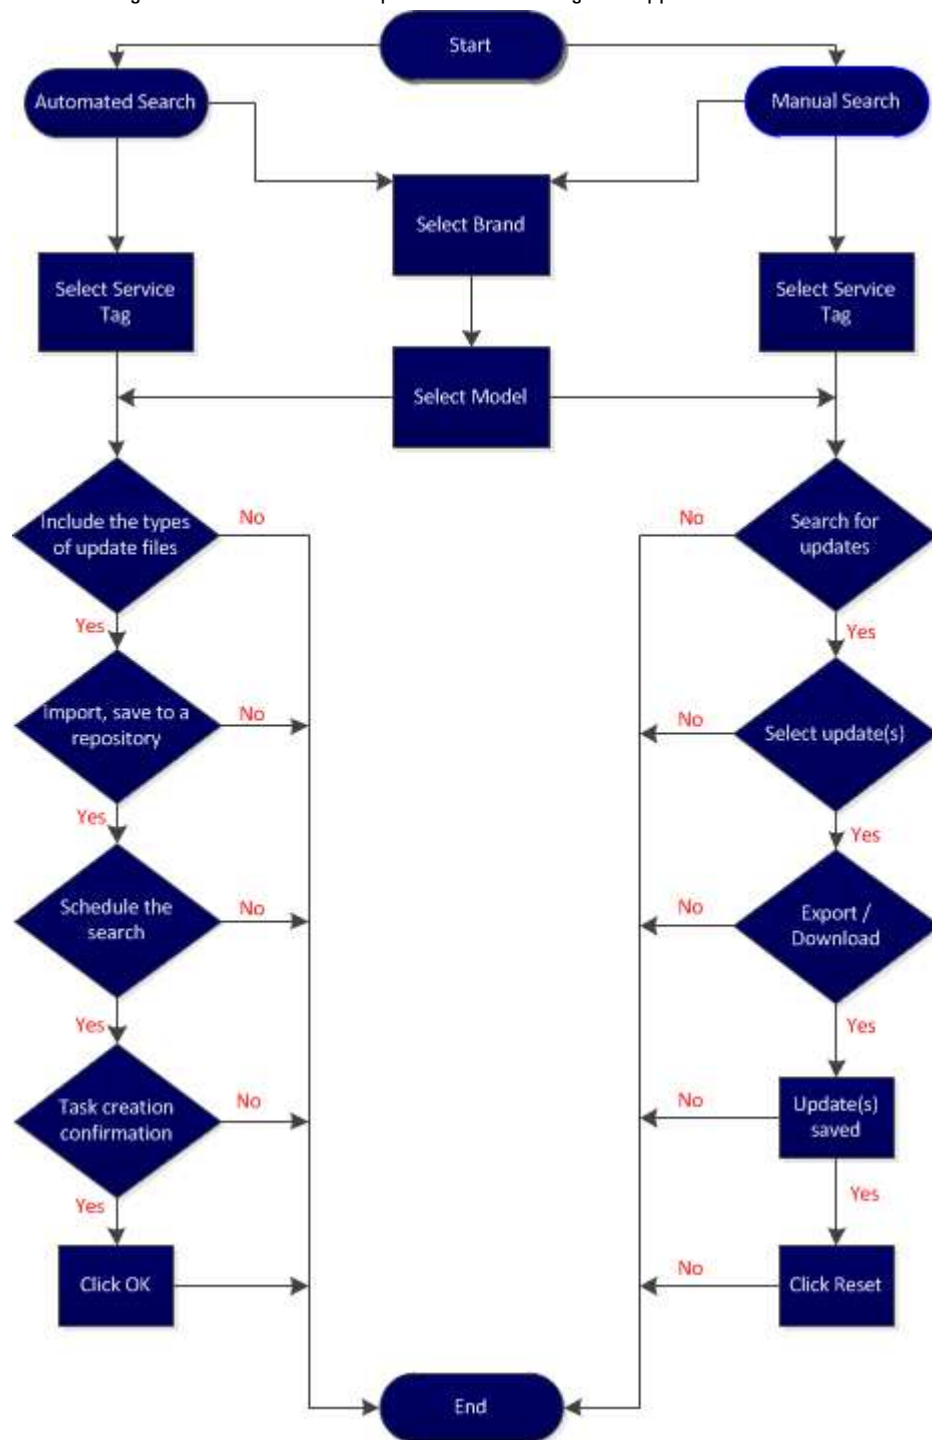 Start
Automated Search
Manual Search
Select Brand
Select Service
Tag
Select Service
Tag
Select Model
Include the types
of update files
No
No
Search for
updates
Yes
Yes
Import, save to a
repository
No
No
Select update(s)
Yes
Yes
Schedule the
search
No
No
Export /
Download
Yes
Yes
Task creation
confirmation
No
No
Update(s)
saved
Yes
Yes
Click OK
No
Click Reset
End